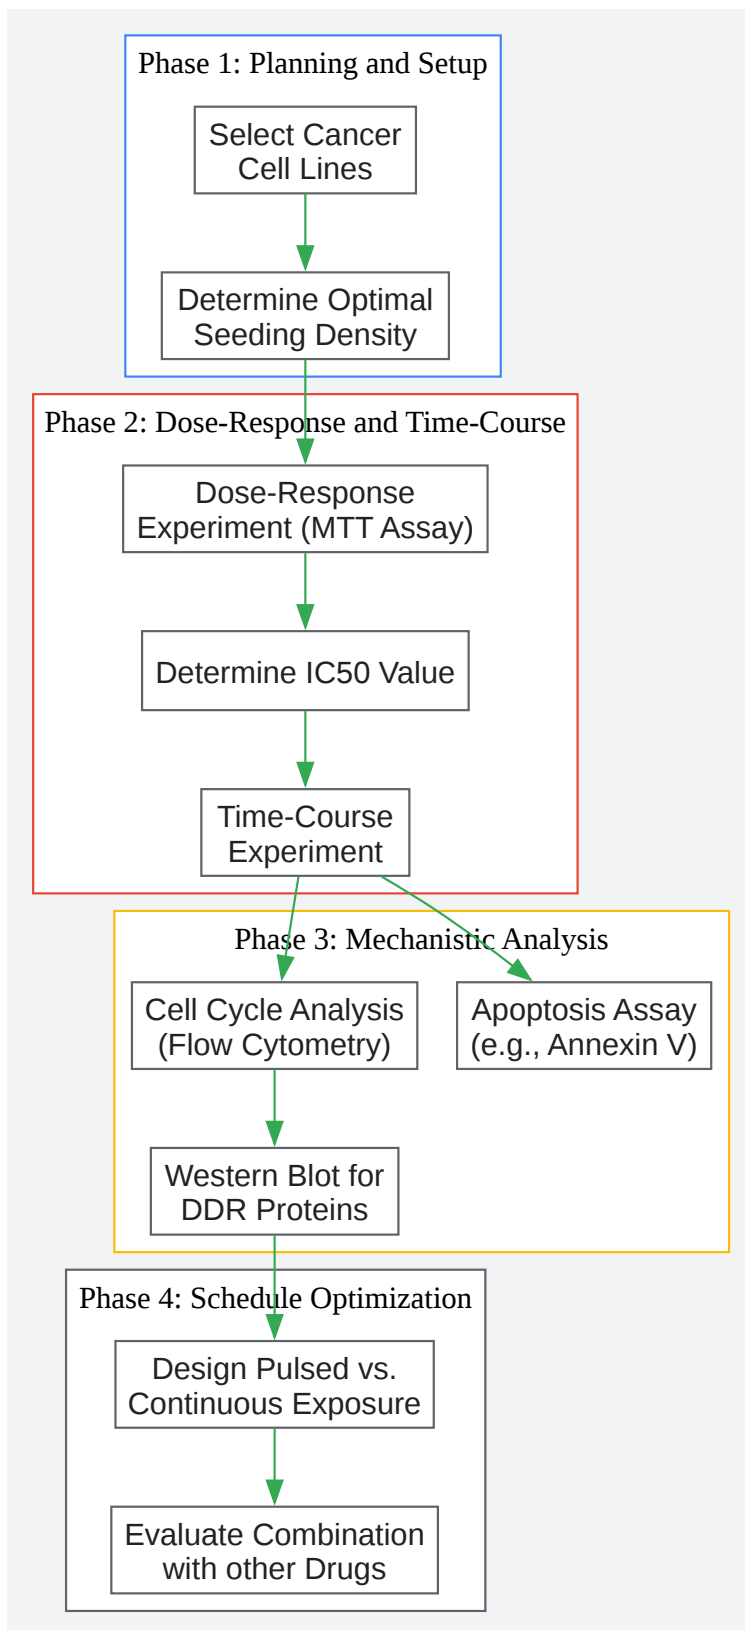 Phase 1: Planning and Setup
Select Cancer
Cell Lines
Determine Optimal
Seeding Density
Phase 2: Dose-Response and Time-Course
Dose-Response
Experiment (MTT Assay)
Determine IC50 Value
Time-Course
Experiment
Phase 3: Mechanistic Analysis
Cell Cycle Analysis
(Flow Cytometry)
Apoptosis Assay
(e.g., Annexin V)
Western Blot for
DDR Proteins
Phase 4: Schedule Optimization
Design Pulsed vs.
Continuous Exposure
Evaluate Combination
with other Drugs